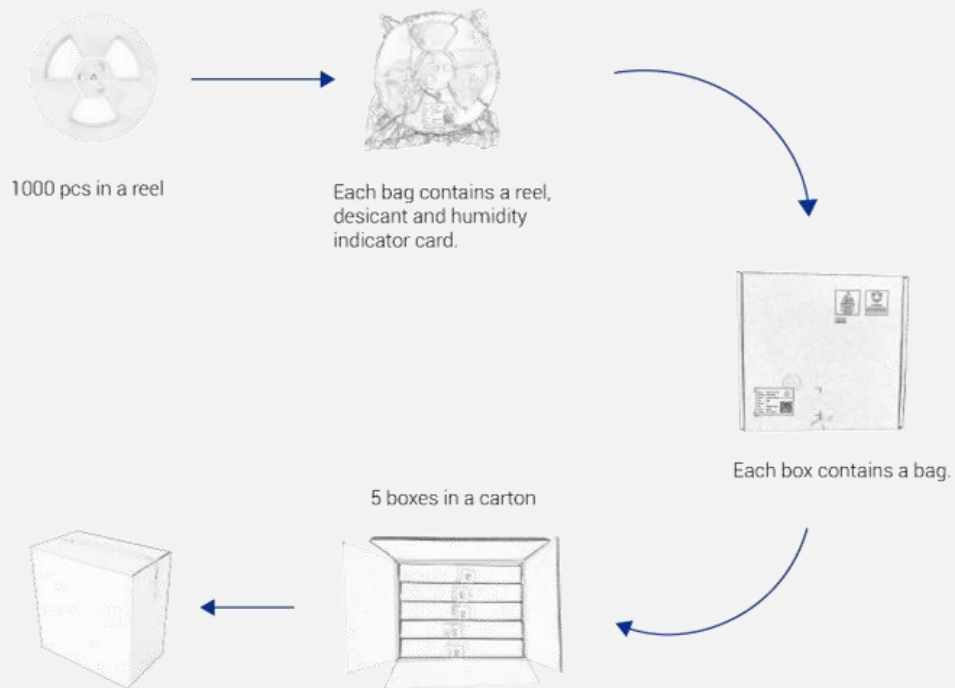 1000 pcs in a reel
Each bag contains a reel,
desicant and humidity
indicator card.
Each box contains a bag.
5 boxes in a carton